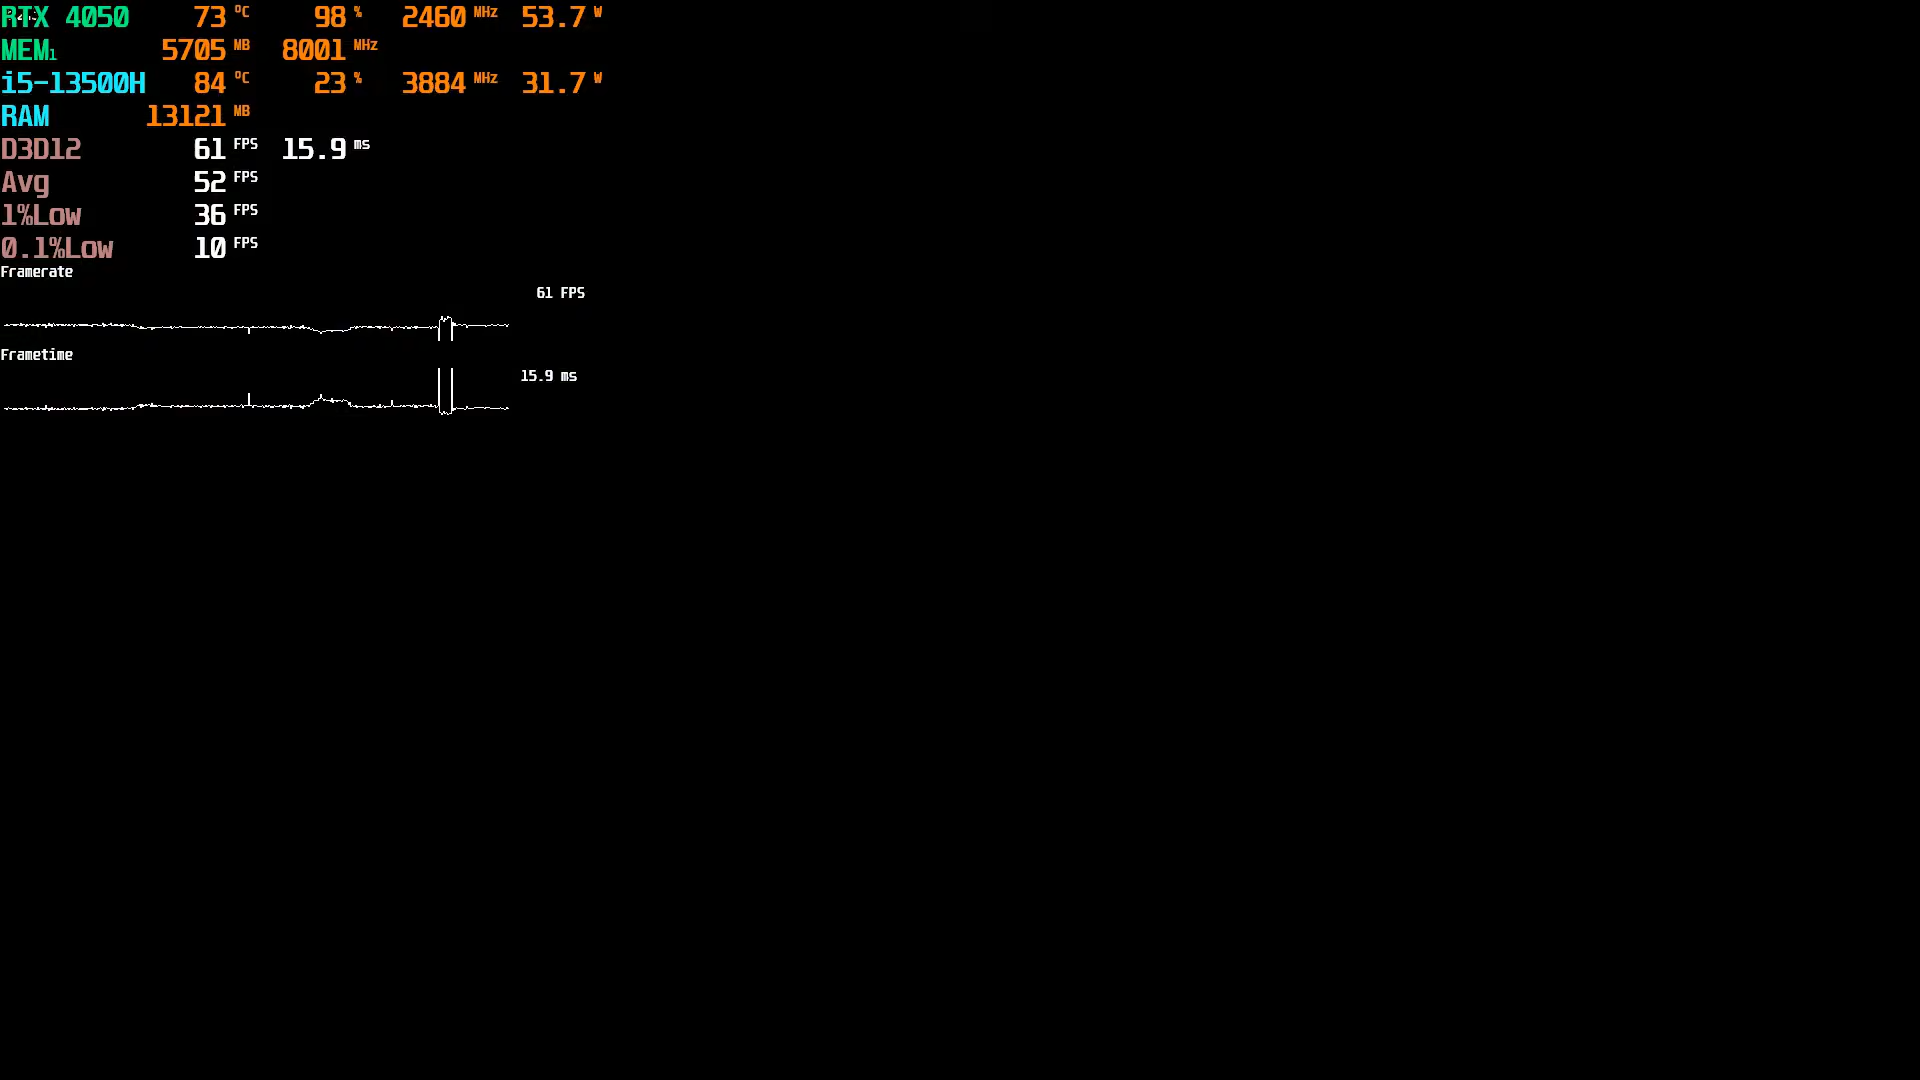 RTX 4050 73 °C 98 % 2460 MHz 53.7 W
MEM1 5705 MB 8001 MHz
i5-13500H 84 °C 23 % 3884 MHz 31.7 W
RAM 13121 MB
D3D12 61 FPS 15.9 ms
Avg 52 FPS
1%Low 36 FPS
0.1%Low 10 FPS
Framerate
61 FPS
Frametime
15.9 ms